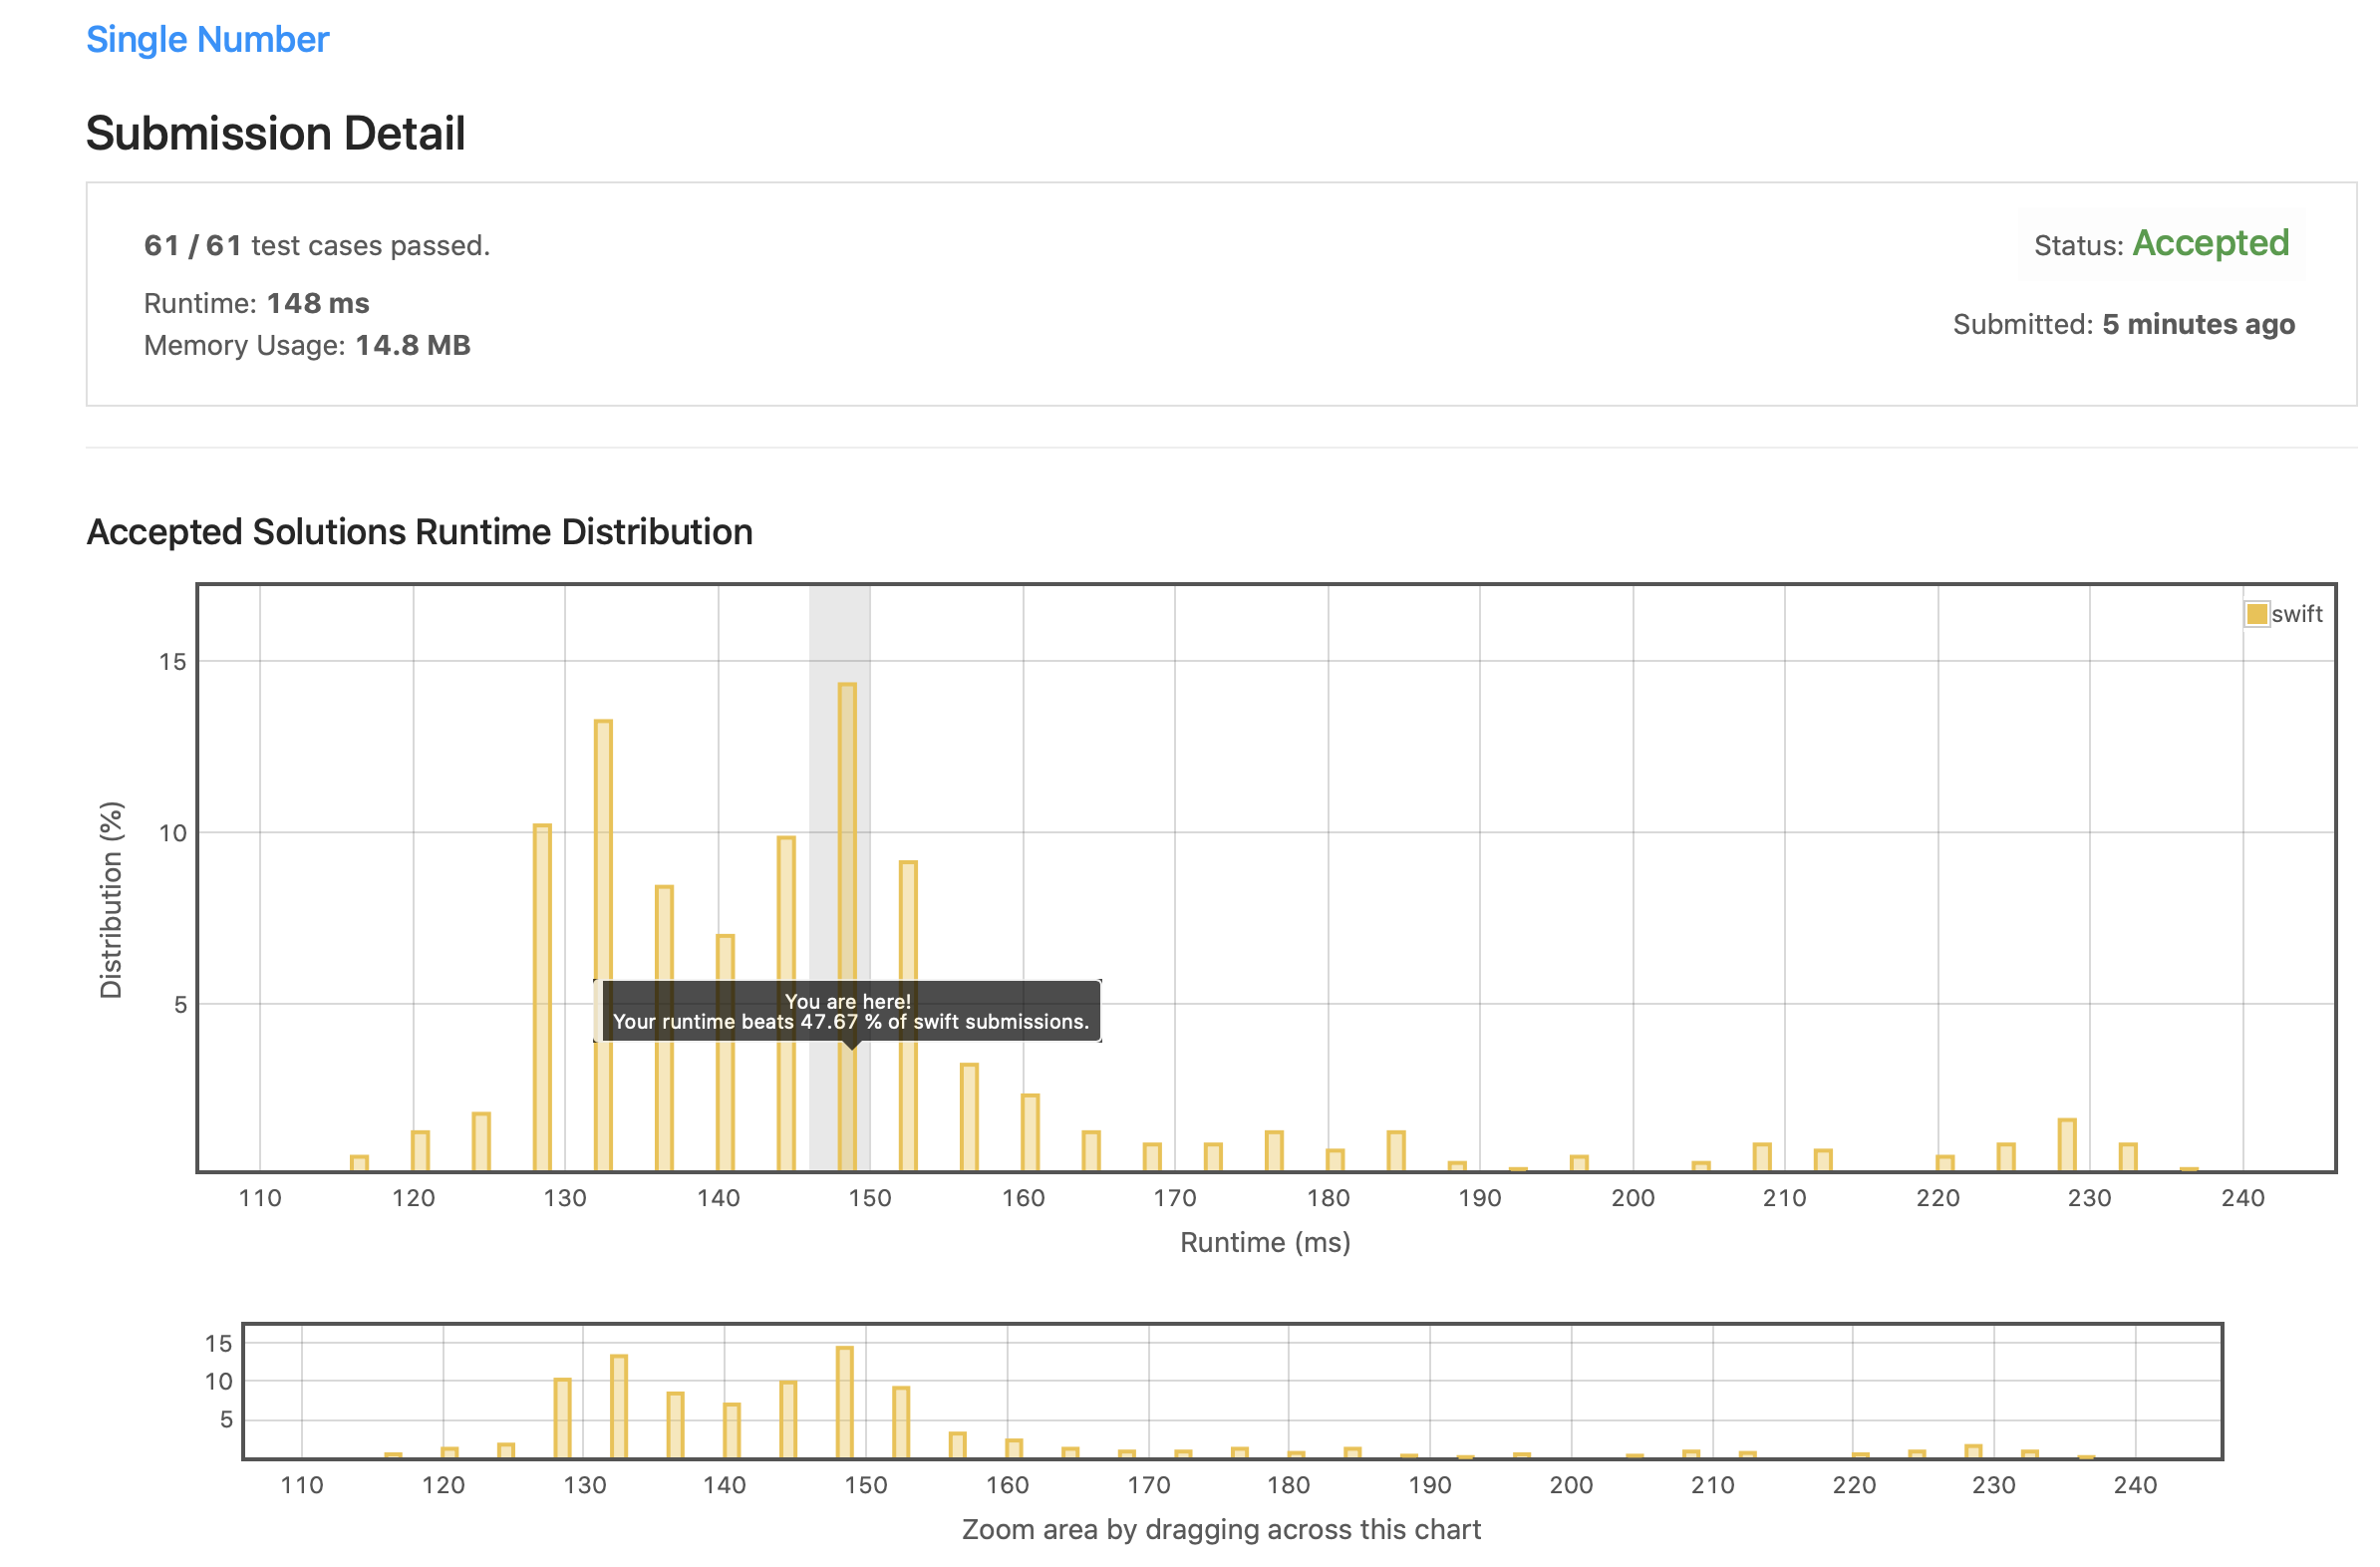 Single Number
Submission Detail
61 / 61 test cases passed.
Status: Accepted
Runtime: 148 ms
Submitted: 5 minutes ago
Memory Usage: 14.8 MB
Accepted Solutions Runtime Distribution
swift
15
10
5
Distribution (%)
You are here!
Your runtime beats 47.67 % of swift submissions.
110 120 130 140 150 160 170 180 190 200 210 220 230 240
Runtime (ms)
15
10
5
110 120 130 140 150 160 170 180 190 200 210 220 230 240
Zoom area by dragging across this chart